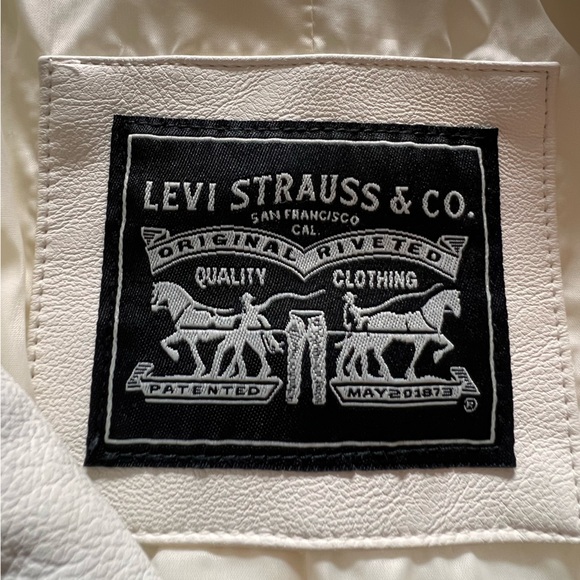 LEVI STRAUSS & CO.
SAN FRANCISCO
CAL.
ORIGINAL RIVETED
QUALITY CLOTHING
PATENTED MAY 20 1873
®